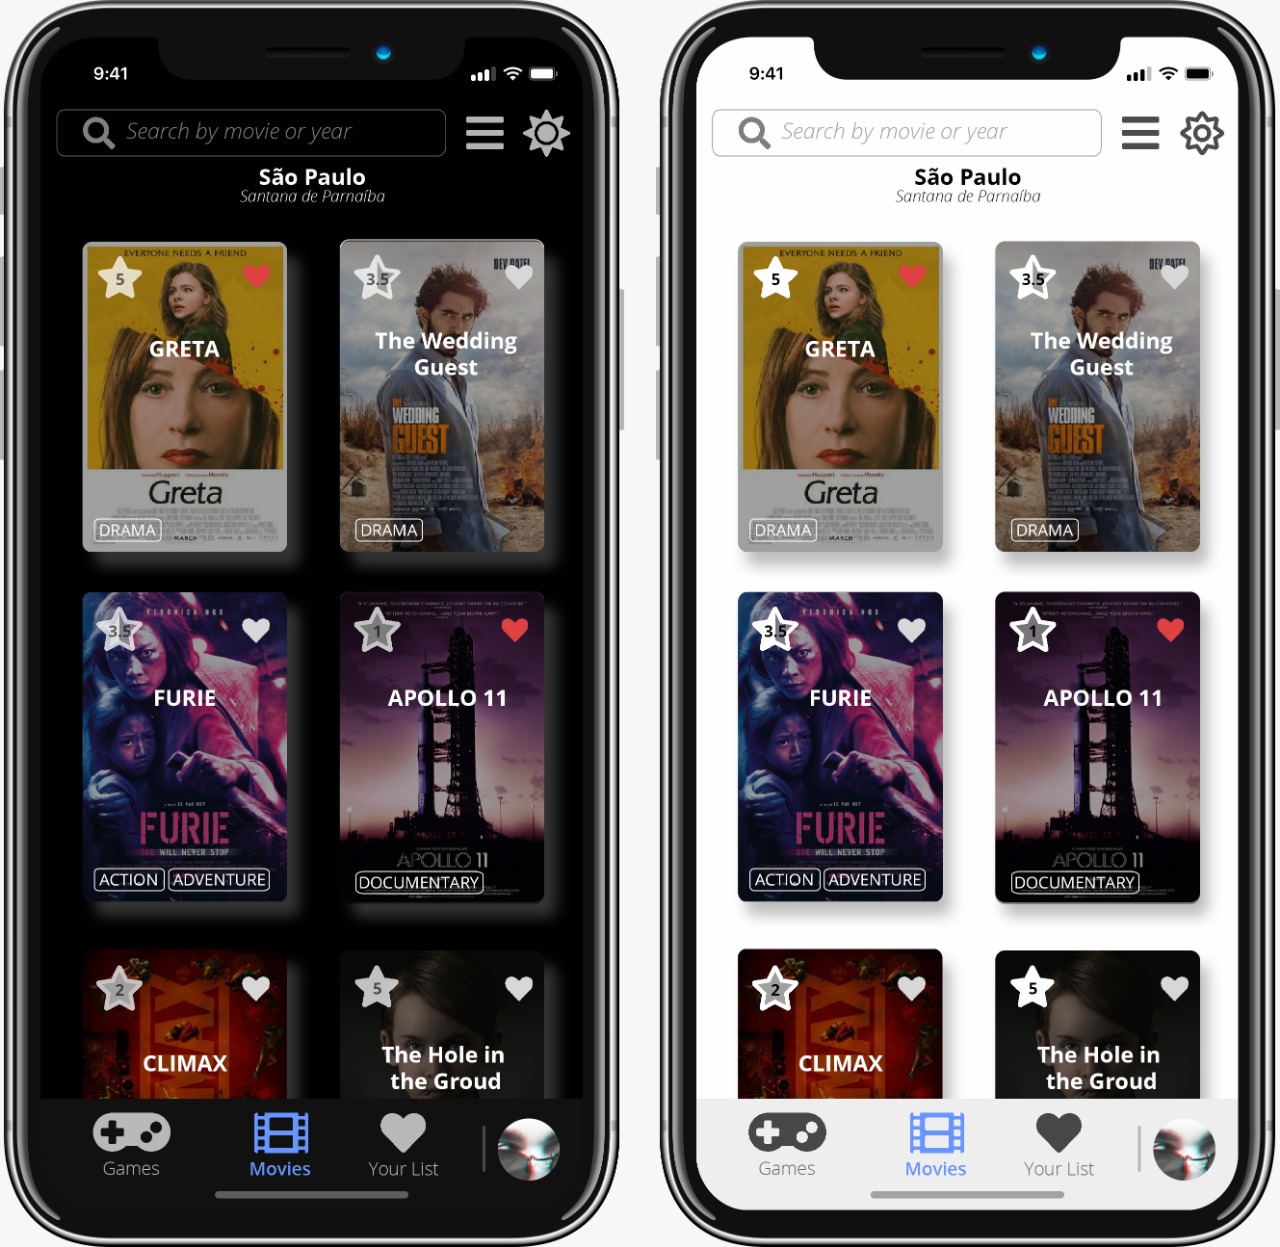 9:41
Search by movie or year
São Paulo
Santana de Parnaíba
EVERYONE NEEDS A FRIEND
5
GRETA
Greta
MARCH
DRAMA
DEV PATEL
3.5
The Wedding
Guest
THE
WEDDING
GUEST
DRAMA
VERONICA NGO
3.5
FURIE
FURIE
SHE WILL NEVER STOP
ACTION ADVENTURE
1
APOLLO 11
APOLLO 11
DOCUMENTARY
2
CLIMAX
5
The Hole in
the Groud
Games
Movies
Your List
9:41
Search by movie or year
São Paulo
Santana de Parnaíba
EVERYONE NEEDS A FRIEND
5
GRETA
Greta
MARCH
DRAMA
DEV PATEL
3.5
The Wedding
Guest
THE
WEDDING
GUEST
DRAMA
VERONICA NGO
3.5
FURIE
FURIE
SHE WILL NEVER STOP
ACTION ADVENTURE
1
APOLLO 11
APOLLO 11
DOCUMENTARY
2
CLIMAX
5
The Hole in
the Groud
Games
Movies
Your List